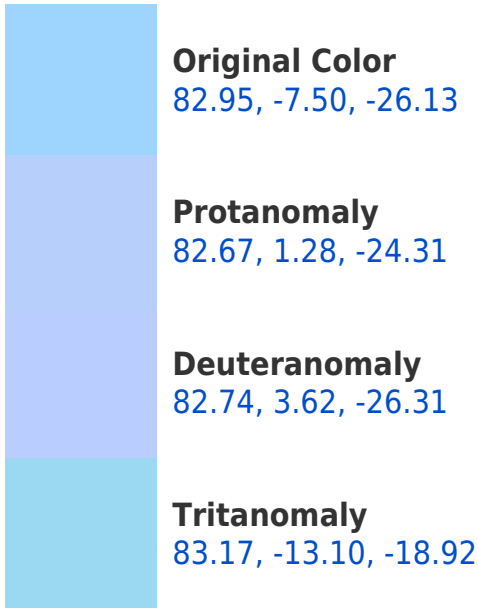 Original Color
82.95, -7.50, -26.13
Protanomaly
82.67, 1.28, -24.31
Deuteranomaly
82.74, 3.62, -26.31
Tritanomaly
83.17, -13.10, -18.92